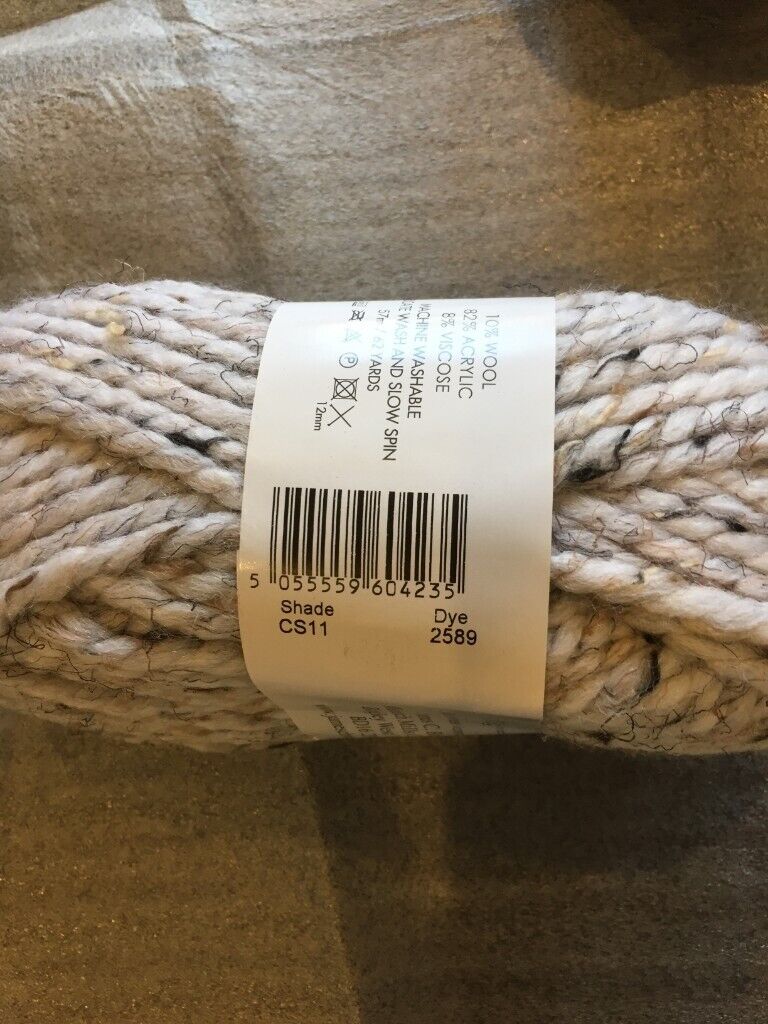 10% WOOL
82% ACRYLIC
8% VISCOSE
MACHINE WASHABLE
WASH AND SLOW SPIN
62 YARDS
P
12mm
5 055559 604235
Shade
CS11
Dye
2589